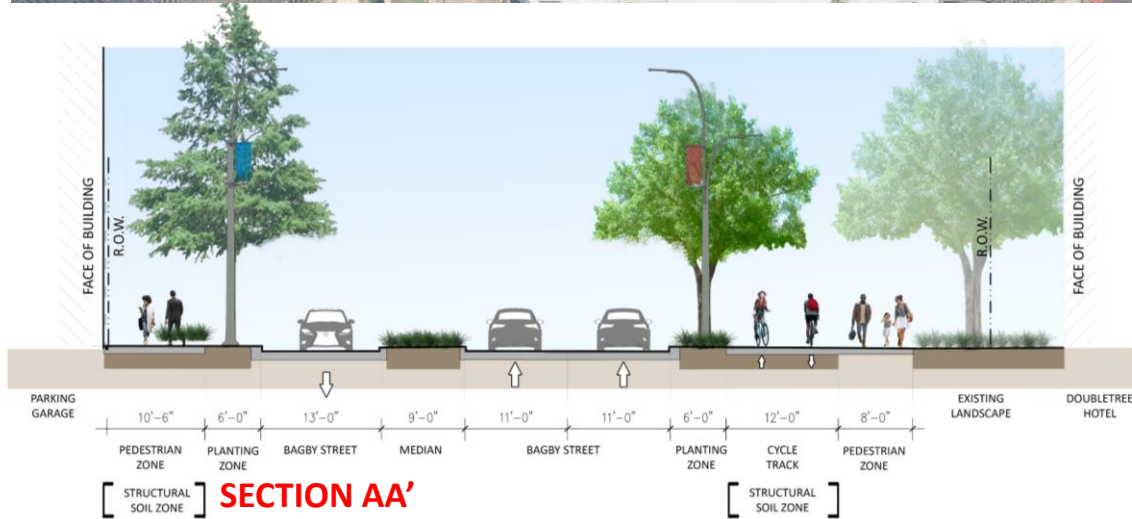 FACE OF BUILDING
R.O.W.
R.O.W.
FACE OF BUILDING
PARKING
GARAGE
10'-6"
6'-0"
13'-0"
9'-0"
11'-0"
11'-0"
6'-0"
12'-0"
8'-0"
EXISTING
LANDSCAPE
DOUBLETREE
HOTEL
PEDESTRIAN
ZONE
PLANTING
ZONE
BAGBY STREET
MEDIAN
BAGBY STREET
PLANTING
ZONE
CYCLE
TRACK
PEDESTRIAN
ZONE
STRUCTURAL
SOIL ZONE
SECTION AA'
STRUCTURAL
SOIL ZONE